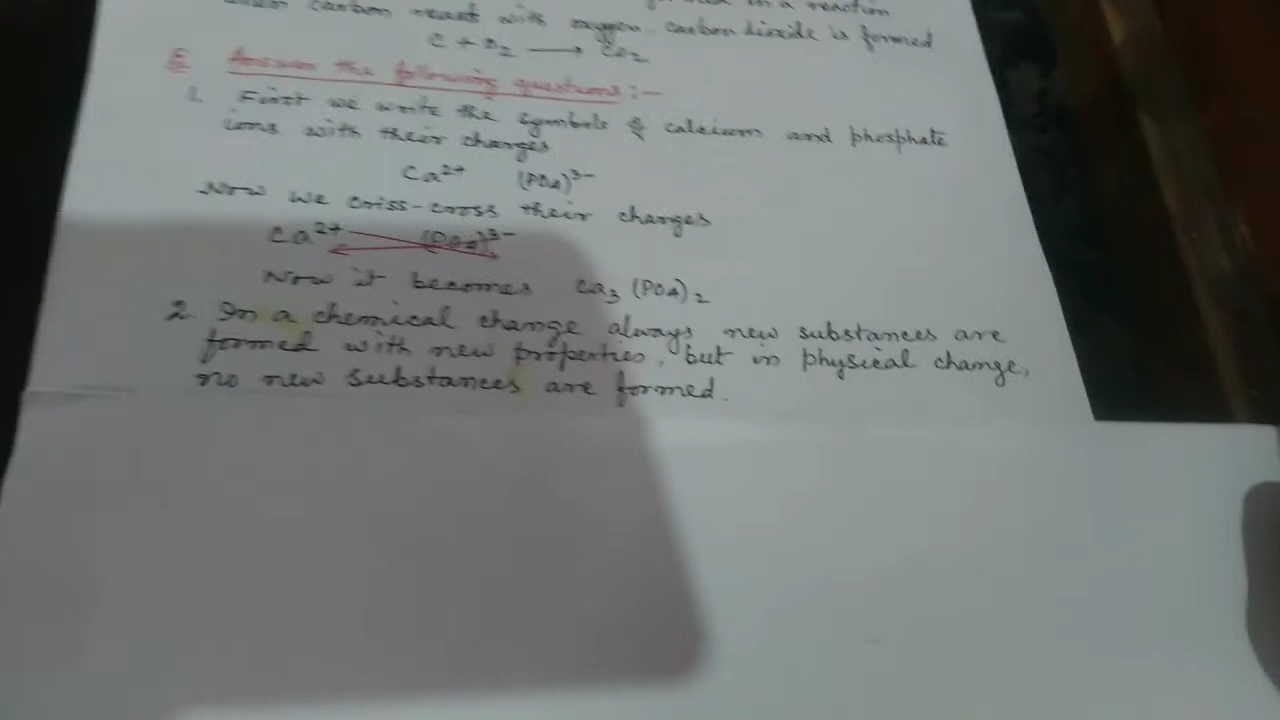 in a reaction
when carbon react with oxygen. carbon dioxide is formed
C + O₂ ⟶ CO₂
E Answer the following questions :-
1. First we write the symbols of calcium and phosphate
ions with their charges
Ca²⁺ (PO₄)³⁻
Now we criss-cross their charges
Ca²⁺ (PO₄)³⁻
Now it becomes Ca₃ (PO₄)₂
2. In a chemical change always new substances are
formed with new properties, but in physical change,
no new substances are formed.